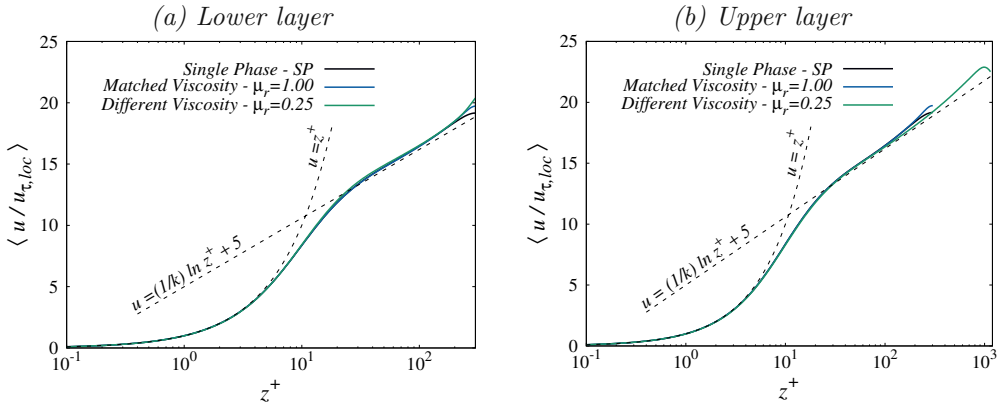 (a) Lower layer
25
20
15
10
5
0
Single Phase - SP
Matched Viscosity - μr=1.00
Different Viscosity - μr=0.25
u = z+
u =(1/k) ln z+ + 5
⟨ u / uτ,loc ⟩
10-1
100
101
102
z+
(b) Upper layer
25
20
15
10
5
0
Single Phase - SP
Matched Viscosity - μr=1.00
Different Viscosity - μr=0.25
u = z+
u =(1/k) ln z+ + 5
⟨ u / uτ,loc ⟩
10-1
100
101
102
103
z+